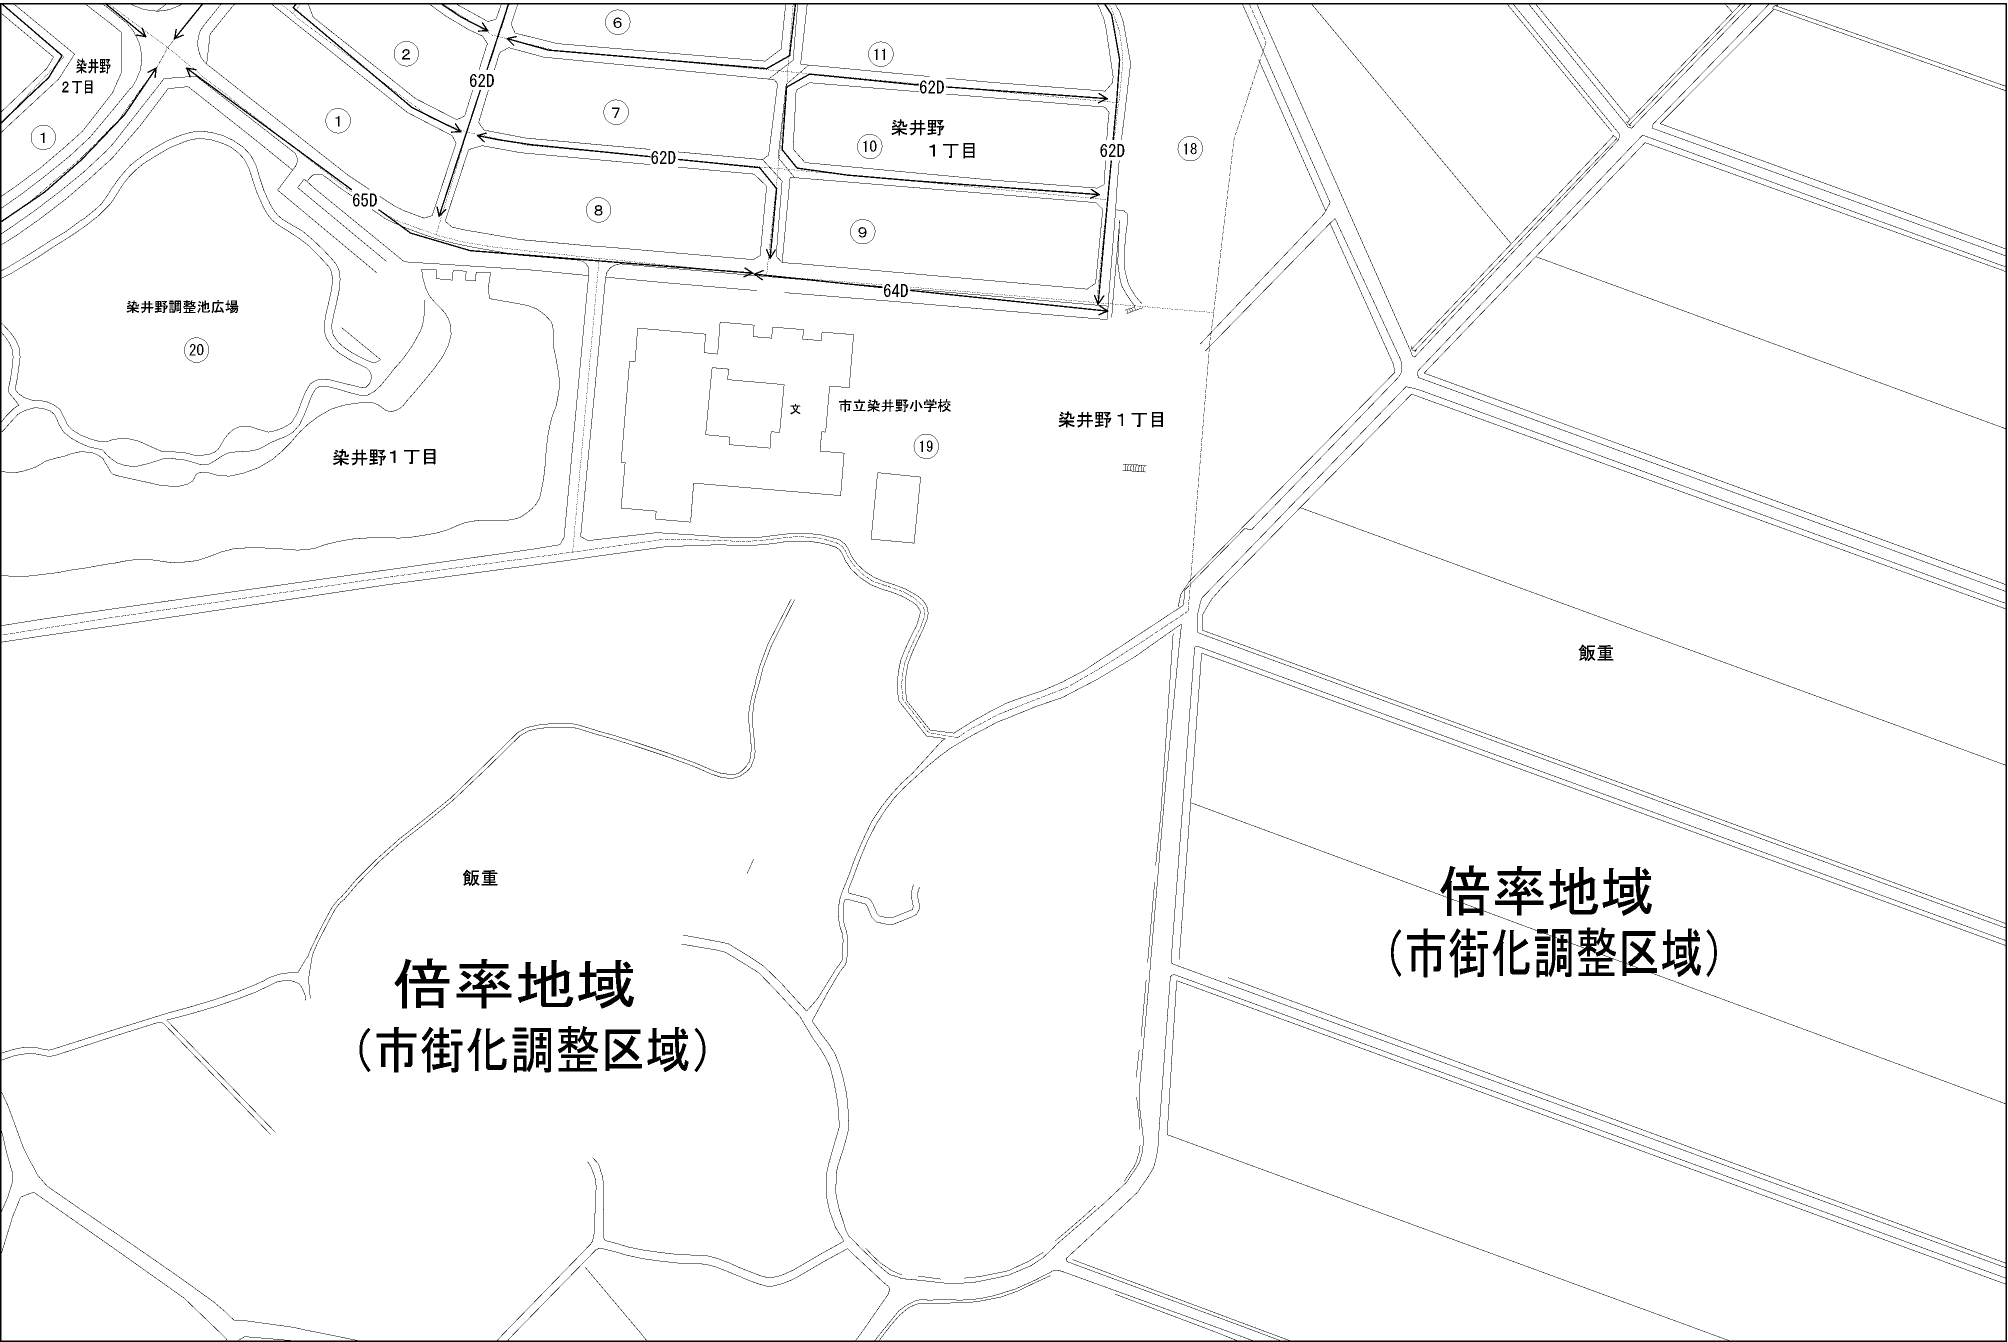 6
2
11
染井野
2丁目
62D
62D
1
1
7
染井野
1丁目
10
62D
18
62D
65D
8
9
64D
染井野調整池広場
20
文
市立染井野小学校
19
染井野1丁目
染井野1丁目
飯重
飯重
倍率地域
(市街化調整区域)
倍率地域
(市街化調整区域)